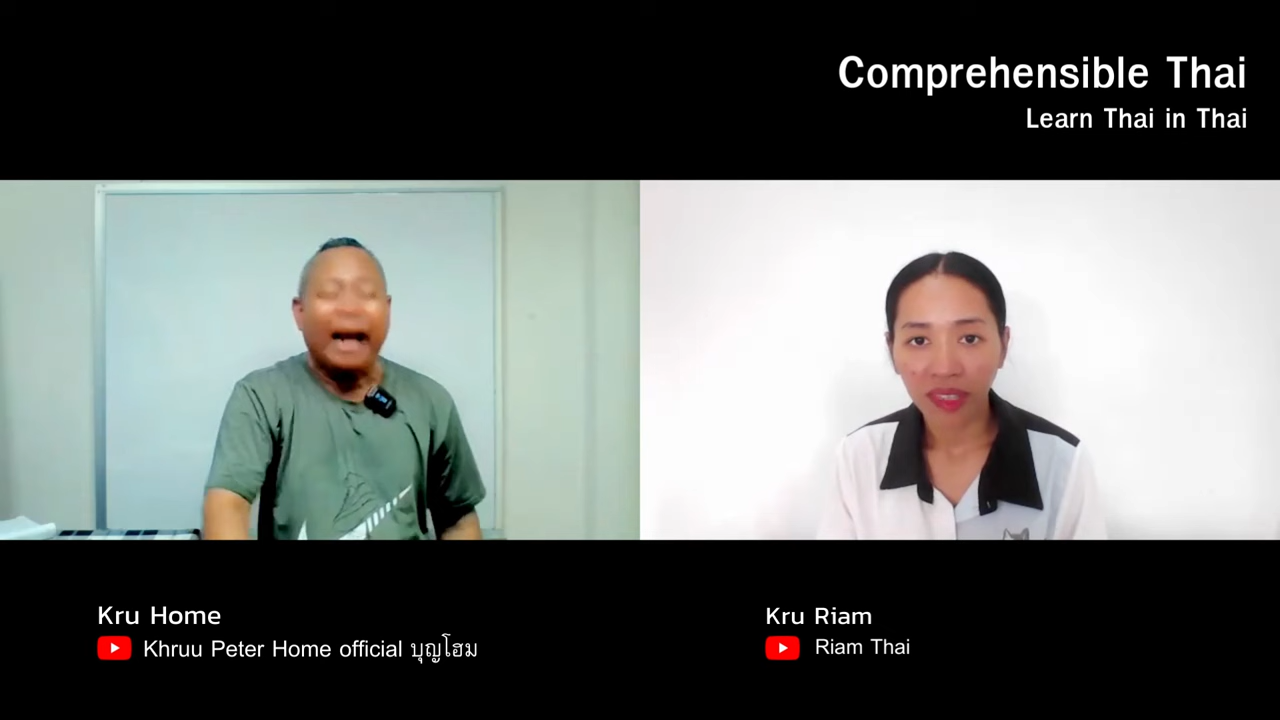 Comprehensible Thai
Learn Thai in Thai
Kru Home
Khruu Peter Home official บุญโฮม
Kru Riam
Riam Thai